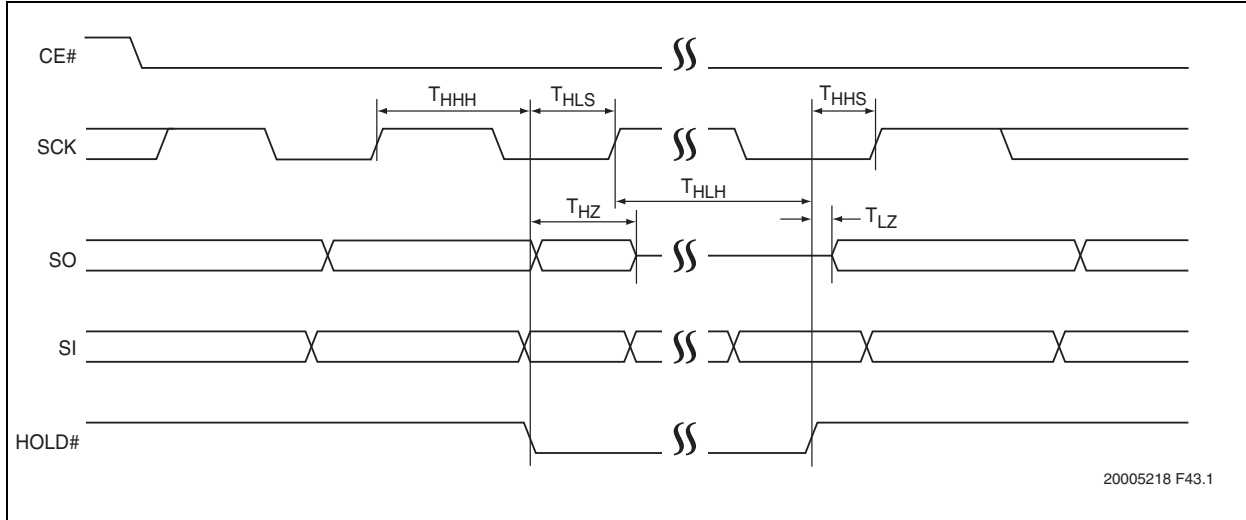 CE#
THHH
THLS
THHS
SCK
THLH
THZ
TLZ
SO
SI
HOLD#
20005218 F43.1